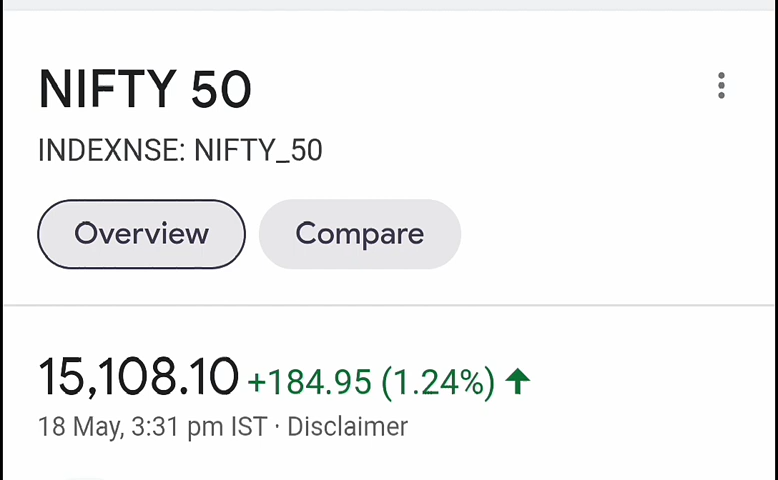 NIFTY 50
INDEXNSE: NIFTY_50
Overview Compare
15,108.10 +184.95 (1.24%) ↑
18 May, 3:31 pm IST · Disclaimer